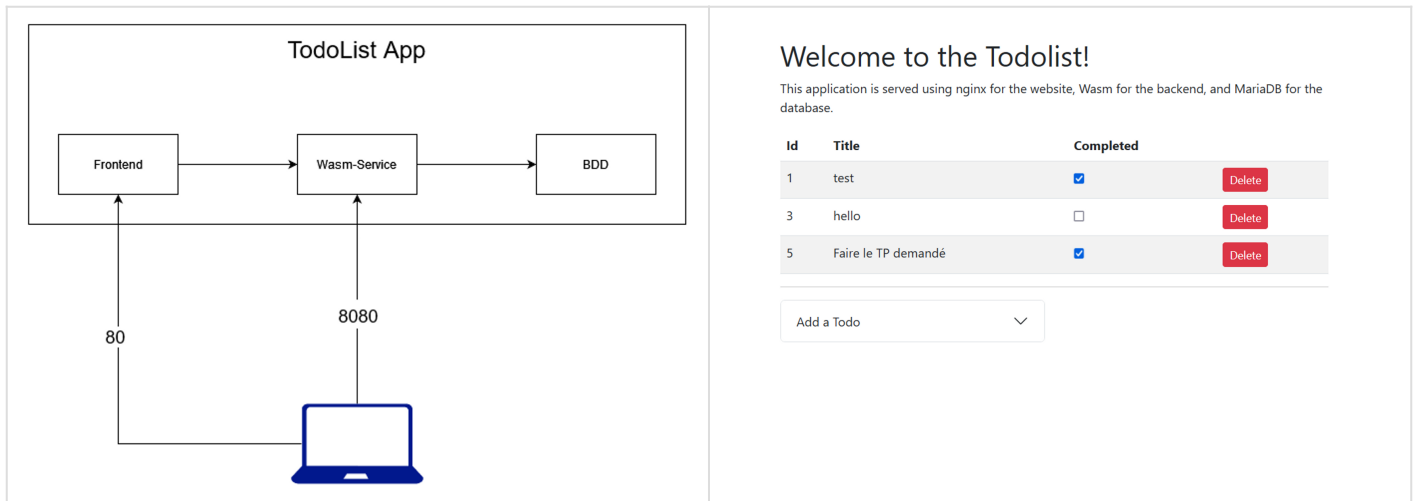 TodoList App
Frontend
Wasm-Service
BDD
80
8080
Welcome to the Todolist!
This application is served using nginx for the website, Wasm for the backend, and MariaDB for the
database.
Id Title Completed
1 test Delete
3 hello Delete
5 Faire le TP demandé Delete
Add a Todo